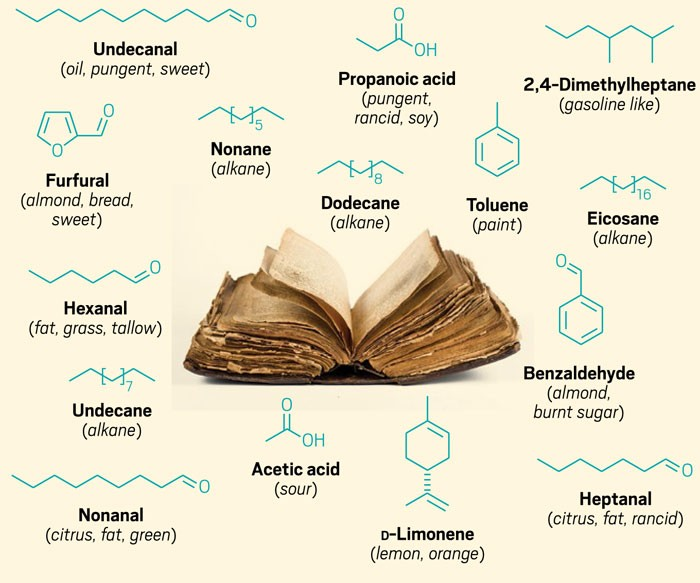 O
Undecanal
(oil, pungent, sweet)
O
OH
Propanoic acid
(pungent,
rancid, soy)
2,4-Dimethylheptane
(gasoline like)
O
O
Furfural
(almond, bread,
sweet)
5
Nonane
(alkane)
8
Dodecane
(alkane)
Toluene
(paint)
16
Eicosane
(alkane)
O
Hexanal
(fat, grass, tallow)
O
Benzaldehyde
(almond,
burnt sugar)
7
Undecane
(alkane)
O
OH
Acetic acid
(sour)
D-Limonene
(lemon, orange)
O
Nonanal
(citrus, fat, green)
O
Heptanal
(citrus, fat, rancid)